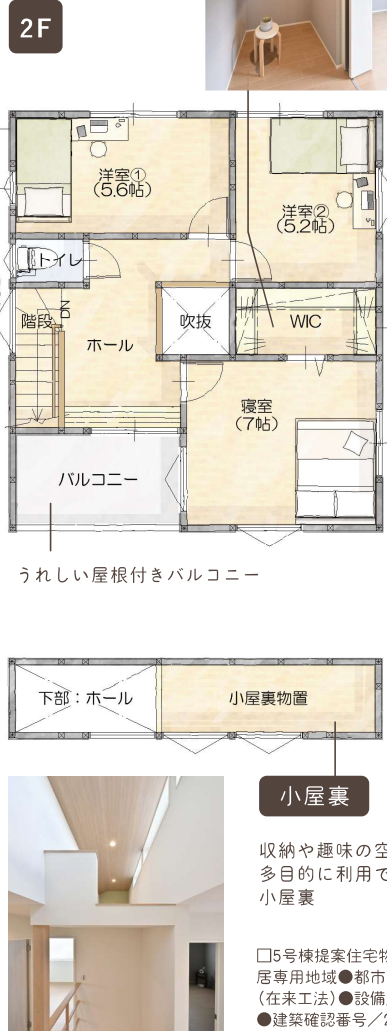 2F
洋室①
(5.6帖)
洋室②
(5.2帖)
トイレ
階段
DN
ホール
吹抜
WIC
寝室
(7帖)
バルコニー
うれしい屋根付きバルコニー
下部：ホール
小屋裏物置
小屋裏
収納や趣味の空
多目的に利用で
小屋裏
□5号棟提案住宅物
居専用地域●都市
(在来工法)●設備
●建築確認番号／